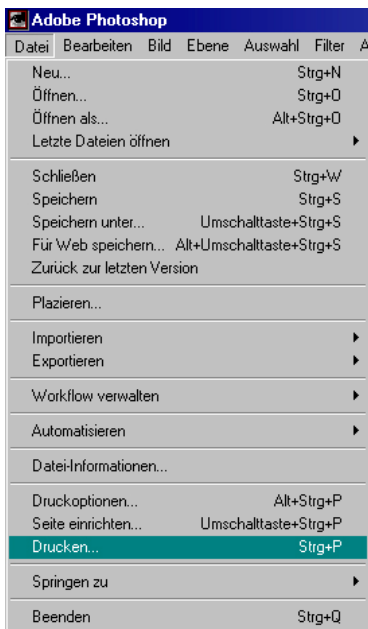 Adobe Photoshop
Datei Bearbeiten Bild Ebene Auswahl Filter A
Neu... Strg+N
Öffnen... Strg+O
Öffnen als... Alt+Strg+O
Letzte Dateien öffnen
Schließen Strg+W
Speichern Strg+S
Speichern unter... Umschalttaste+Strg+S
Für Web speichern... Alt+Umschalttaste+Strg+S
Zurück zur letzten Version
Plazieren...
Importieren
Exportieren
Workflow verwalten
Automatisieren
Datei-Informationen...
Druckoptionen... Alt+Strg+P
Seite einrichten... Umschalttaste+Strg+P
Drucken... Strg+P
Springen zu
Beenden Strg+Q